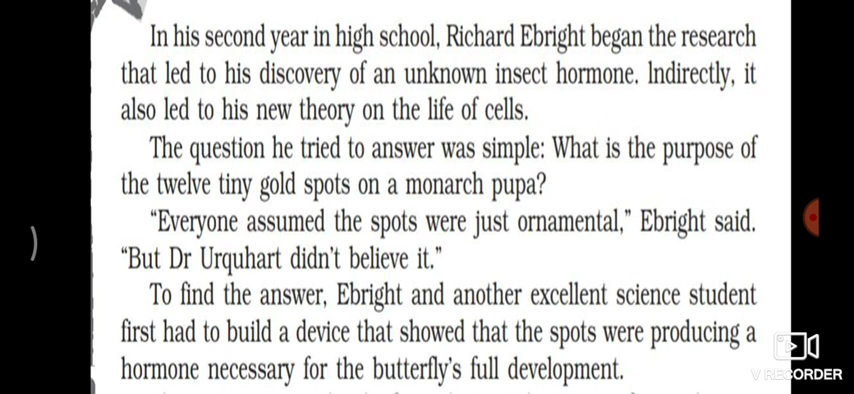 In his second year in high school, Richard Ebright began the research
that led to his discovery of an unknown insect hormone. Indirectly, it
also led to his new theory on the life of cells.
The question he tried to answer was simple: What is the purpose of
the twelve tiny gold spots on a monarch pupa?
“Everyone assumed the spots were just ornamental,” Ebright said.
“But Dr Urquhart didn’t believe it.”
To find the answer, Ebright and another excellent science student
first had to build a device that showed that the spots were producing a
hormone necessary for the butterfly’s full development.
V RECORDER